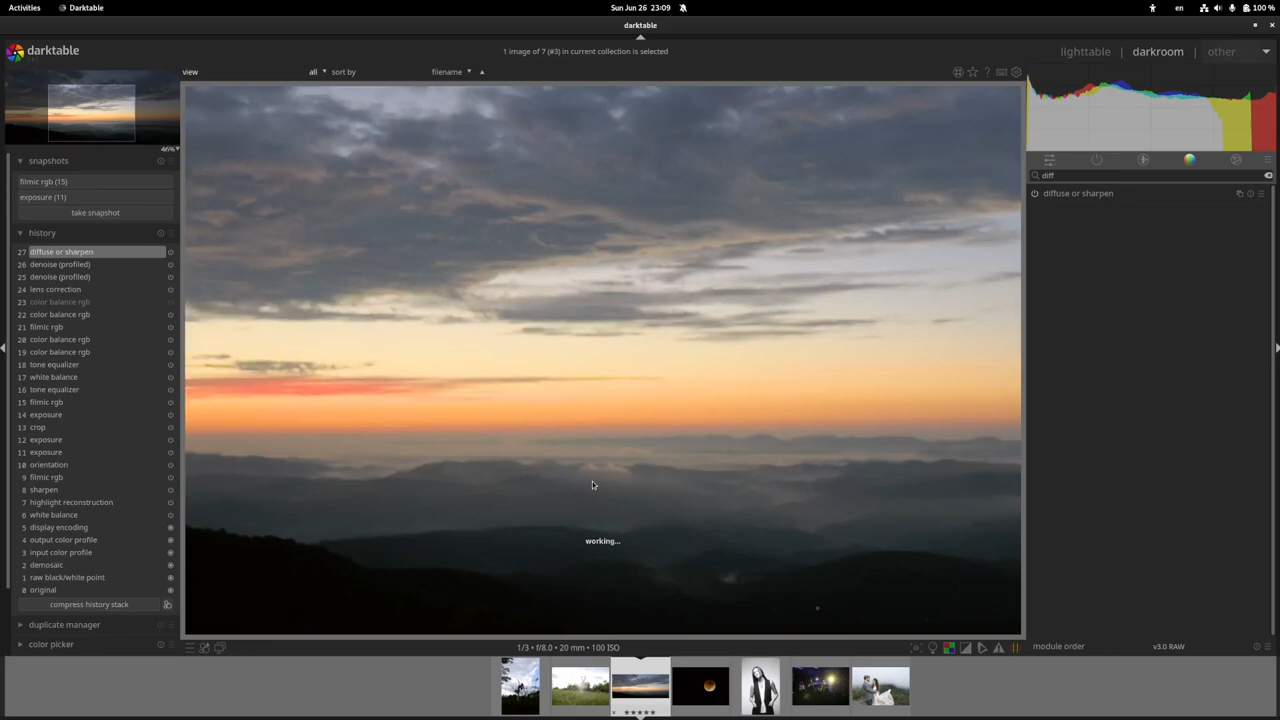 Activities
Darktable
Sun Jun 26 23:09
en
100 %
darktable
darktable
1 image of 7 (#3) in current collection is selected
lighttable
darkroom
other
view
all
sort by
filename
46%
snapshots
filmic rgb (15)
exposure (11)
take snapshot
history
27 diffuse or sharpen
26 denoise (profiled)
25 denoise (profiled)
24 lens correction
23 color balance rgb
22 color balance rgb
21 filmic rgb
20 color balance rgb
19 color balance rgb
18 tone equalizer
17 white balance
16 tone equalizer
15 filmic rgb
14 exposure
13 crop
12 exposure
11 exposure
10 orientation
9 filmic rgb
8 sharpen
7 highlight reconstruction
6 white balance
5 display encoding
4 output color profile
3 input color profile
2 demosaic
1 raw black/white point
0 original
compress history stack
duplicate manager
color picker
working...
diff
diffuse or sharpen
1/3 • f/8.0 • 20 mm • 100 ISO
module order
v3.0 RAW